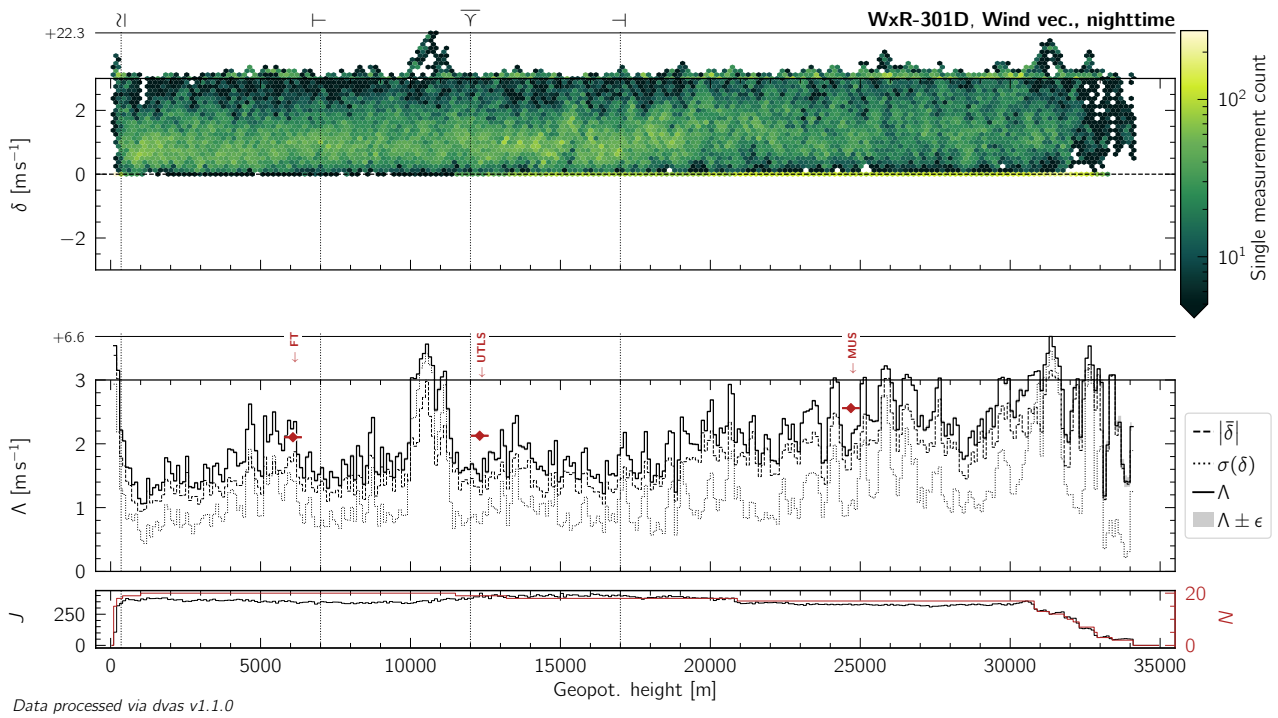 WxR-301D, Wind vec., nighttime
+22.3
2
0
−2
δ [m s⁻¹]
10²
10¹
Single measurement count
+6.6
FT
UTLS
MUS
3
2
1
0
Λ [m s⁻¹]
|δ̄|
σ(δ)
Λ
Λ ± ϵ
250
0
J
20
0
N
0 5000 10000 15000 20000 25000 30000 35000
Geopot. height [m]
Data processed via dvas v1.1.0